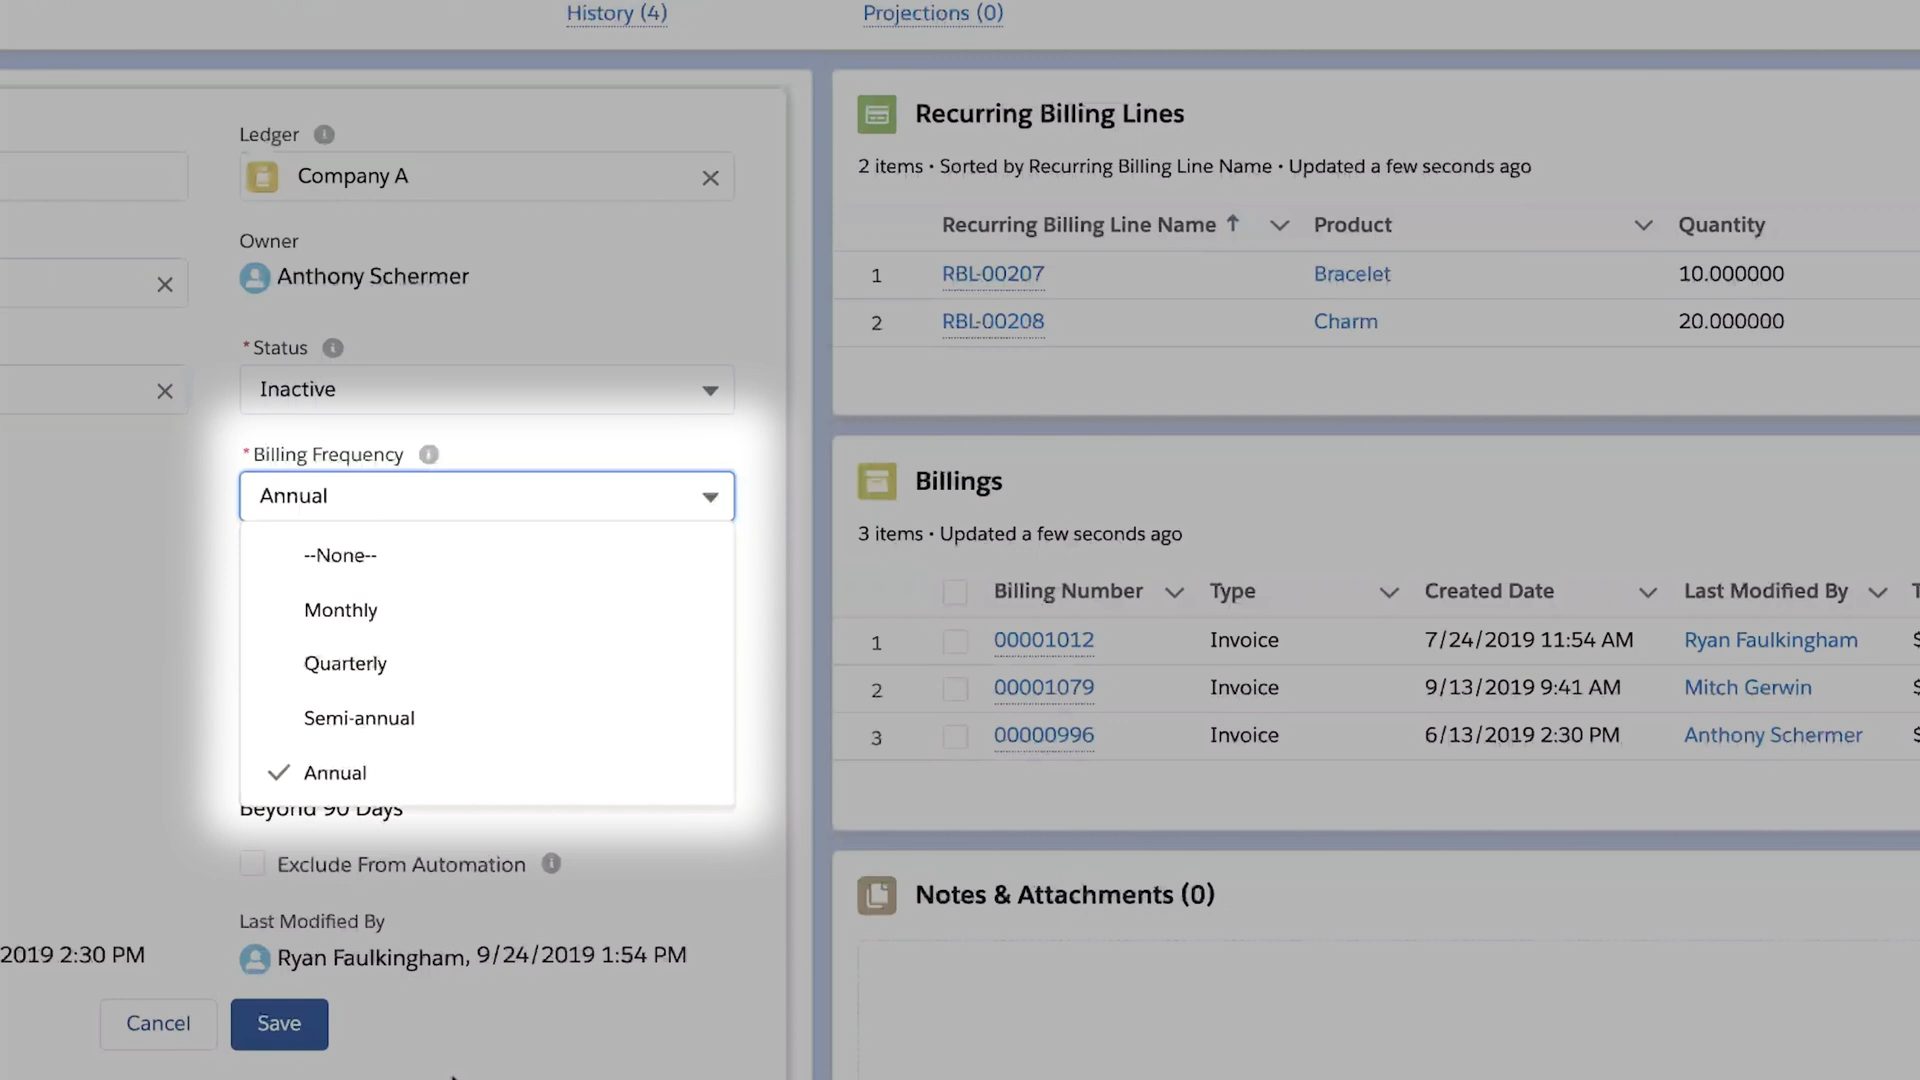 History (4)
Projections (0)
Ledger
Company A
Owner
Anthony Schermer
*Status
Inactive
*Billing Frequency
Annual
--None--
Monthly
Quarterly
Semi-annual
Annual
Beyond 90 Days
Exclude From Automation
Last Modified By
2019 2:30 PM
Ryan Faulkingham, 9/24/2019 1:54 PM
Cancel
Save
Recurring Billing Lines
2 items • Sorted by Recurring Billing Line Name • Updated a few seconds ago
Recurring Billing Line Name ↑ Product Quantity
1 RBL-00207 Bracelet 10.000000
2 RBL-00208 Charm 20.000000
Billings
3 items • Updated a few seconds ago
Billing Number Type Created Date Last Modified By
1 00001012 Invoice 7/24/2019 11:54 AM Ryan Faulkingham
2 00001079 Invoice 9/13/2019 9:41 AM Mitch Gerwin
3 00000996 Invoice 6/13/2019 2:30 PM Anthony Schermer
Notes & Attachments (0)